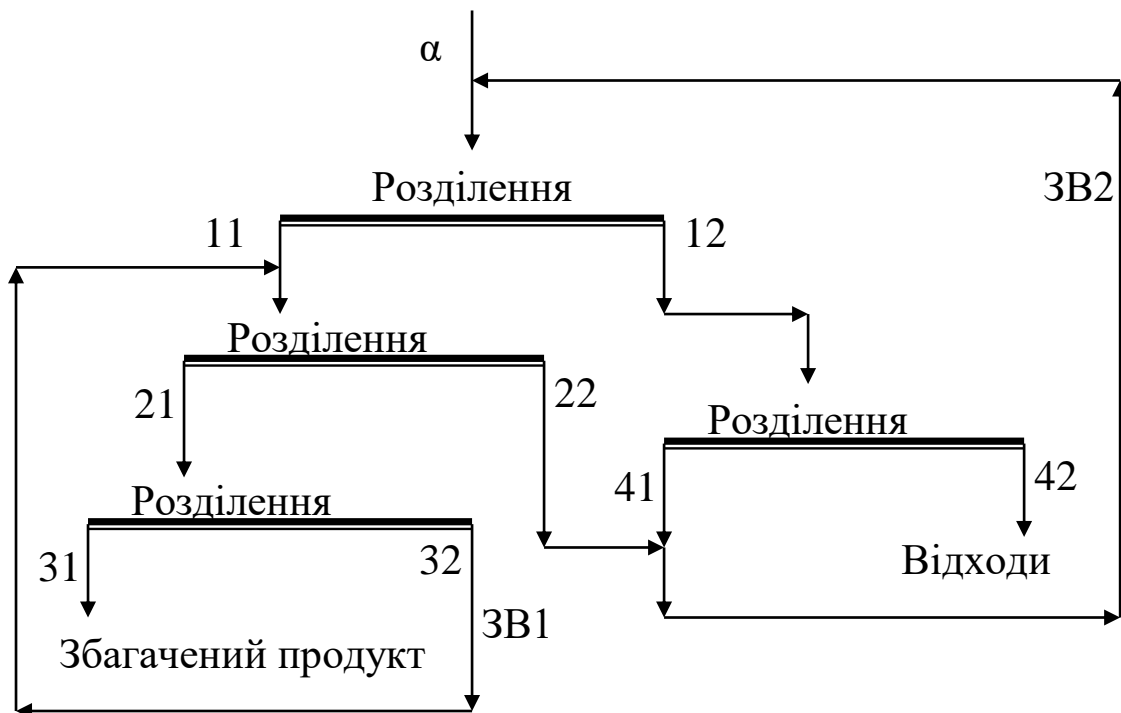 α
Розділення
ЗВ2
11
12
Розділення
21
22
Розділення
Розділення
41
42
31
32
Відходи
ЗВ1
Збагачений продукт